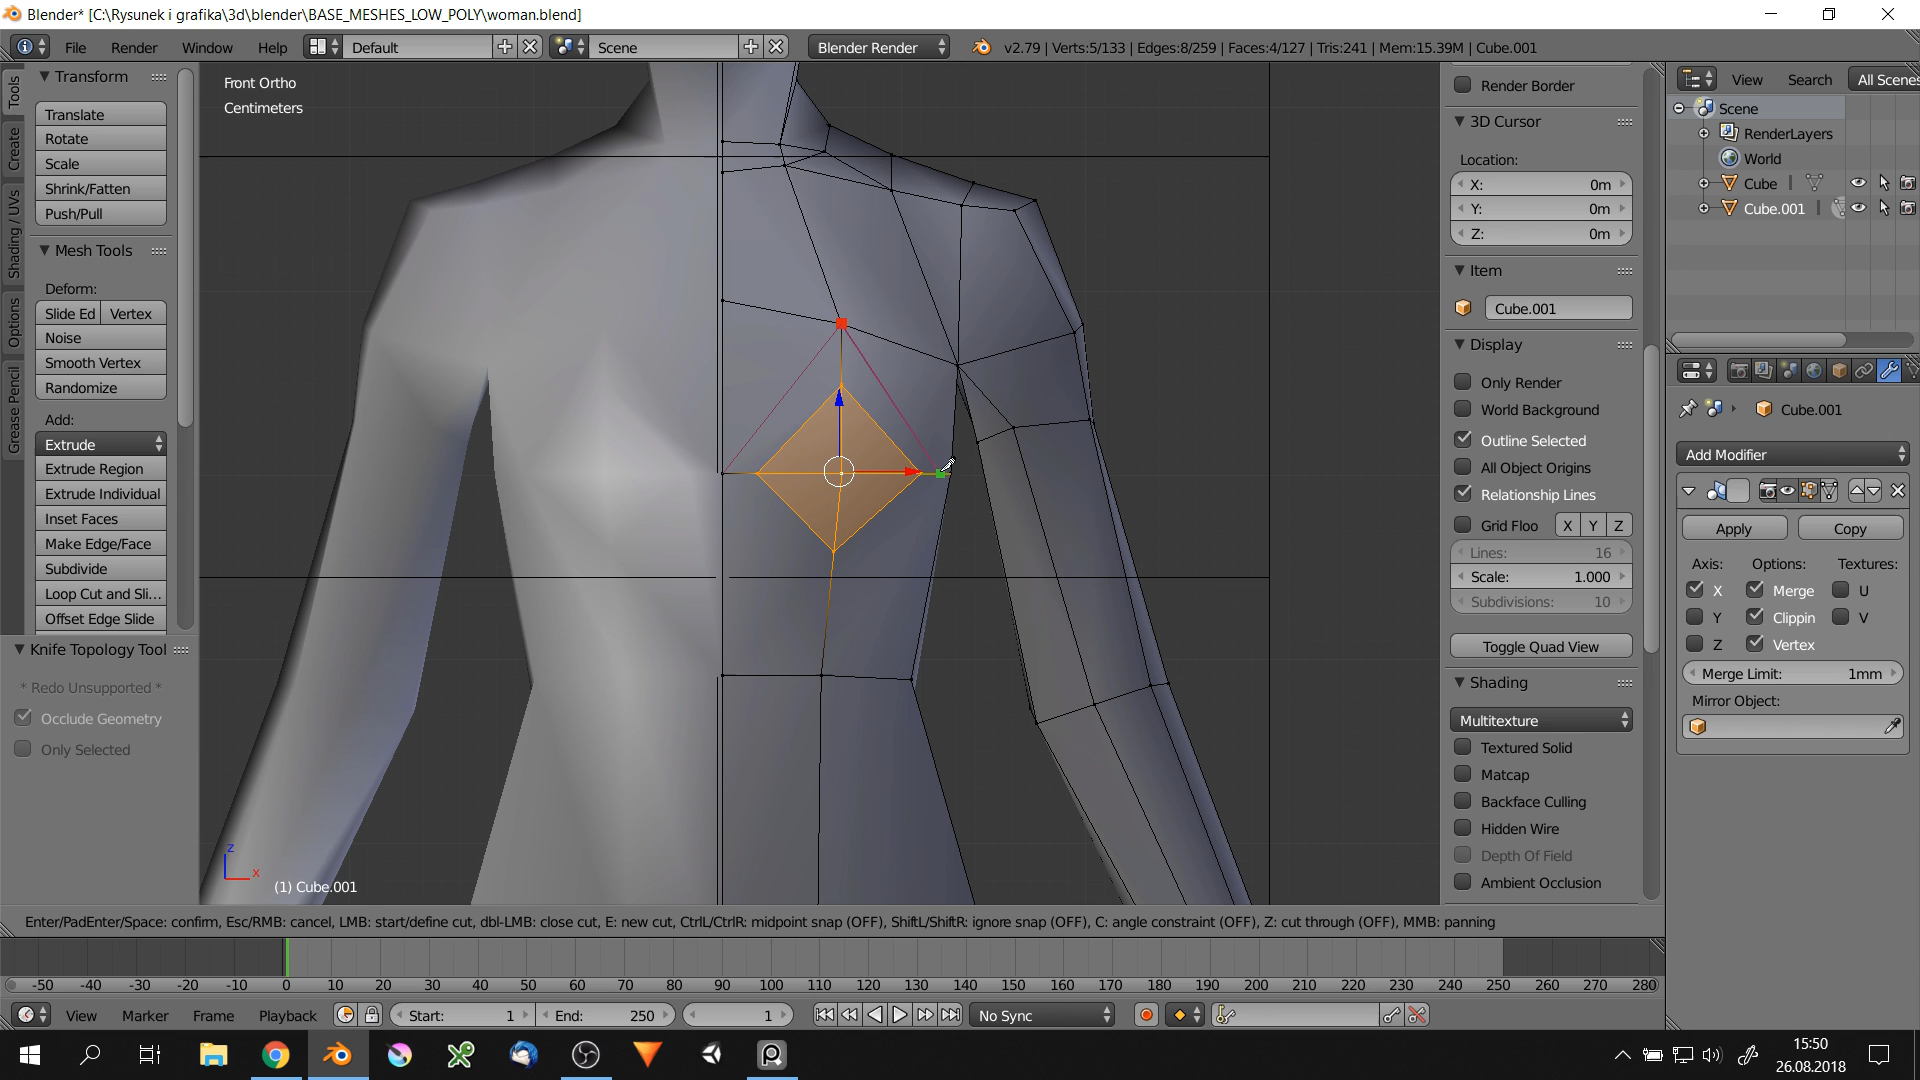 Blender* [C:\Rysunek i grafika\3d\blender\BASE_MESHES_LOW_POLY\woman.blend]
File Render Window Help Default Scene Blender Render v2.79 | Verts:5/133 | Edges:8/259 | Faces:4/127 | Tris:241 | Mem:15.39M | Cube.001
Tools
Create
Shading / UVs
Options
Grease Pencil
Transform
Translate
Rotate
Scale
Shrink/Fatten
Push/Pull
Mesh Tools
Deform:
Slide Ed Vertex
Noise
Smooth Vertex
Randomize
Add:
Extrude
Extrude Region
Extrude Individual
Inset Faces
Make Edge/Face
Subdivide
Loop Cut and Sli...
Offset Edge Slide
Knife Topology Tool
* Redo Unsupported *
Occlude Geometry
Only Selected
Front Ortho
Centimeters
z
x
(1) Cube.001
Render Border
3D Cursor
Location:
X: 0m
Y: 0m
Z: 0m
Item
Cube.001
Display
Only Render
World Background
Outline Selected
All Object Origins
Relationship Lines
Grid Floo X Y Z
Lines: 16
Scale: 1.000
Subdivisions: 10
Toggle Quad View
Shading
Multitexture
Textured Solid
Matcap
Backface Culling
Hidden Wire
Depth Of Field
Ambient Occlusion
View Search All Scenes
Scene
RenderLayers
World
Cube
Cube.001
Cube.001
Add Modifier
Apply Copy
Axis: Options: Textures:
X Merge U
Y Clippin V
Z Vertex
Merge Limit: 1mm
Mirror Object:
Enter/PadEnter/Space: confirm, Esc/RMB: cancel, LMB: start/define cut, dbl-LMB: close cut, E: new cut, CtrlL/CtrlR: midpoint snap (OFF), ShiftL/ShiftR: ignore snap (OFF), C: angle constraint (OFF), Z: cut through (OFF), MMB: panning
-50 -40 -30 -20 -10 0 10 20 30 40 50 60 70 80 90 100 110 120 130 140 150 160 170 180 190 200 210 220 230 240 250 260 270 280
View Marker Frame Playback Start: 1 End: 250 1 No Sync
15:50
26.08.2018